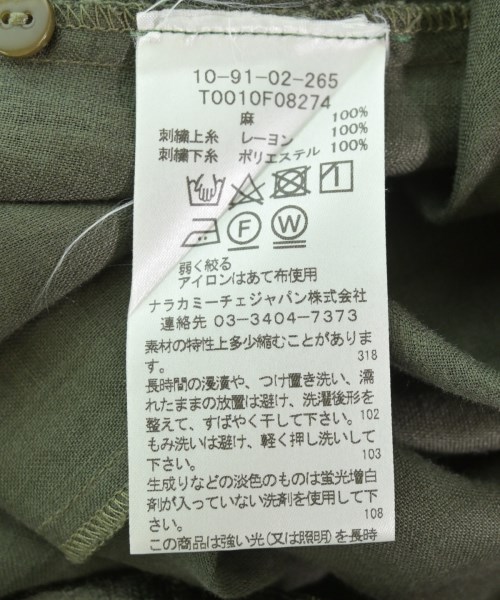 10-91-02-265
T0010F08274
麻 100%
刺繍上糸 レーヨン 100%
刺繍下糸 ポリエステル 100%
F W
弱く絞る
アイロンはあて布使用
ナラカミーチェジャパン株式会社
連絡先 03-3404-7373
素材の特性上多少縮むことがありま
す。 318
長時間の浸漬や、つけ置き洗い、濡
れたままの放置は避け、洗濯後形を
整えて、すばやく干して下さい。102
もみ洗いは避け、軽く押し洗いして
下さい。 103
生成りなどの淡色のものは蛍光増白
剤が入っていない洗剤を使用して下
さい。 108
この商品は強い光(又は照明)を長時